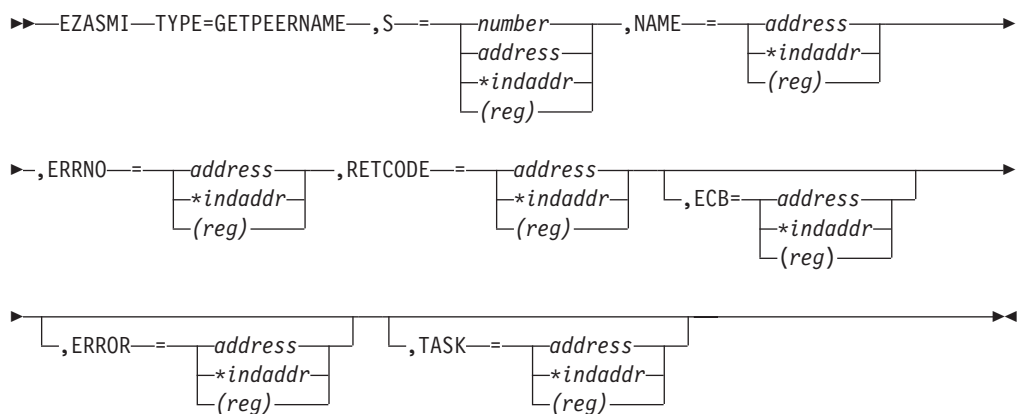 EZASMI TYPE=GETPEERNAME ,S = number ,NAME = address
address *indaddr
*indaddr (reg)
(reg)
,ERRNO = address ,RETCODE = address ,ECB= address
*indaddr *indaddr *indaddr
(reg) (reg) (reg)
,ERROR = address ,TASK = address
*indaddr *indaddr
(reg) (reg)